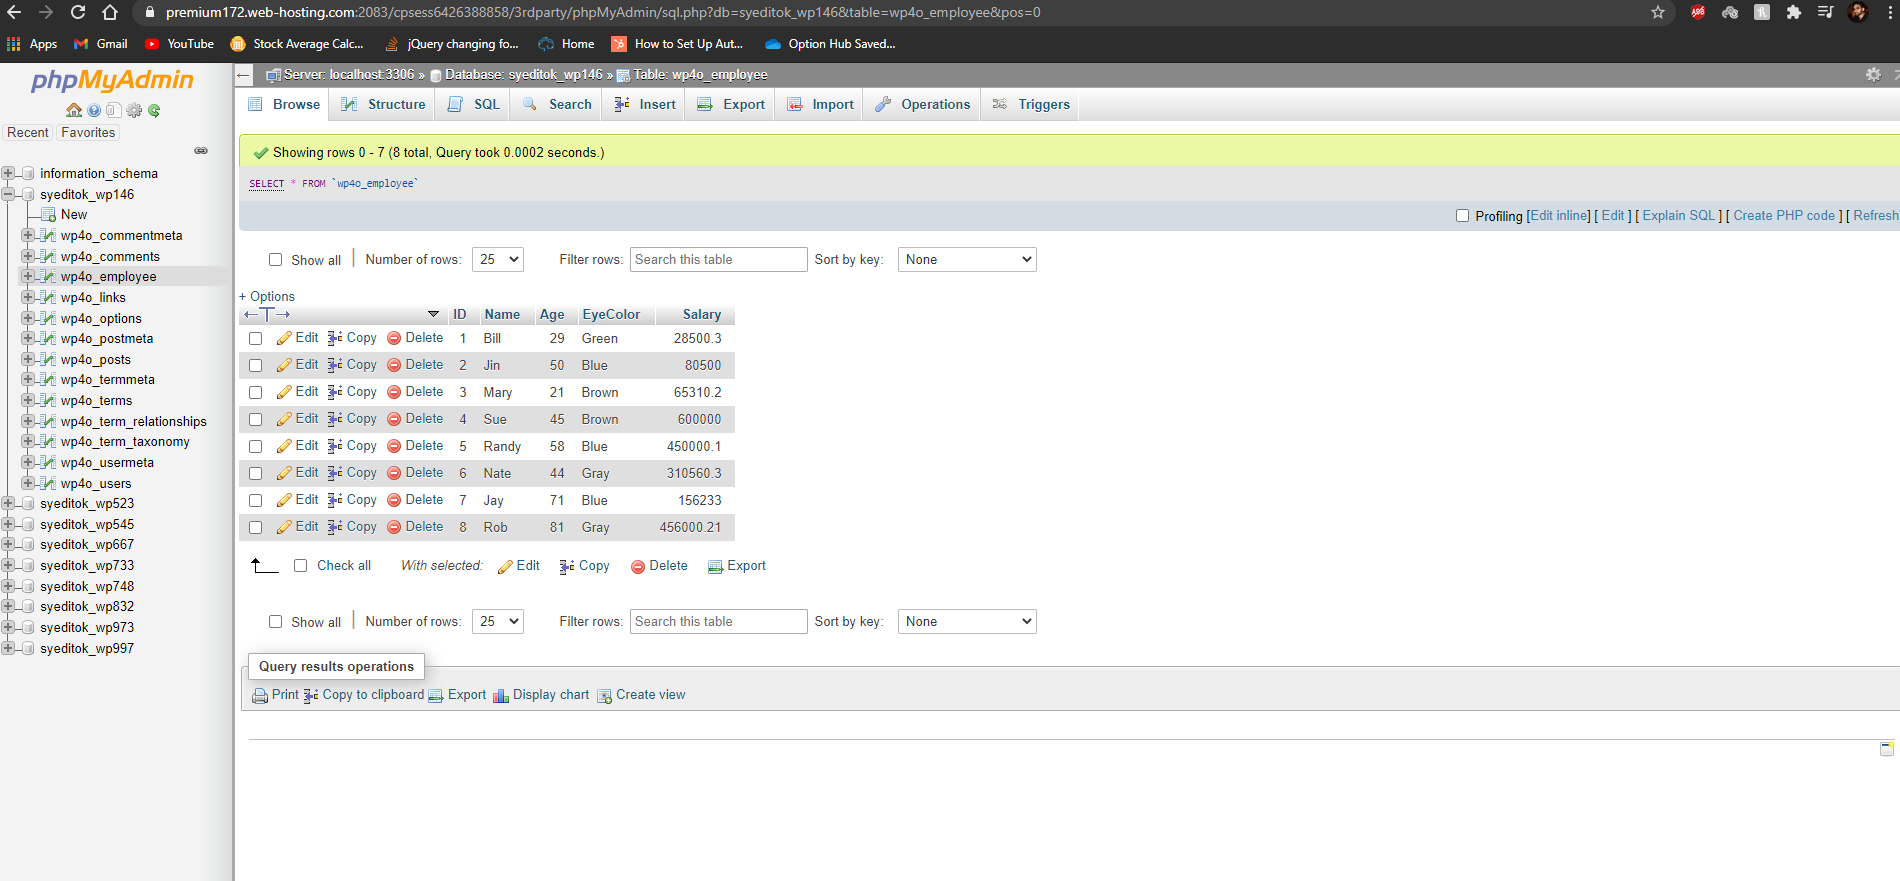 premium172.web-hosting.com:2083/cpsess6426388858/3rdparty/phpMyAdmin/sql.php?db=syeditok_wp146&table=wp4o_employee&pos=0
Apps Gmail YouTube Stock Average Calc... jQuery changing fo... Home How to Set Up Aut... Option Hub Saved...
phpMyAdmin
Recent Favorites
information_schema
syeditok_wp146
New
wp4o_commentmeta
wp4o_comments
wp4o_employee
wp4o_links
wp4o_options
wp4o_postmeta
wp4o_posts
wp4o_termmeta
wp4o_terms
wp4o_term_relationships
wp4o_term_taxonomy
wp4o_usermeta
wp4o_users
syeditok_wp523
syeditok_wp545
syeditok_wp667
syeditok_wp733
syeditok_wp748
syeditok_wp832
syeditok_wp973
syeditok_wp997
Server: localhost:3306 » Database: syeditok_wp146 » Table: wp4o_employee
Browse Structure SQL Search Insert Export Import Operations Triggers
Showing rows 0 - 7 (8 total, Query took 0.0002 seconds.)
SELECT * FROM `wp4o_employee`
Profiling [Edit inline] [ Edit ] [ Explain SQL ] [ Create PHP code ] [ Refresh
Show all Number of rows: 25 Filter rows: Search this table Sort by key: None
+ Options
ID Name Age EyeColor Salary
Edit Copy Delete 1 Bill 29 Green 28500.3
Edit Copy Delete 2 Jin 50 Blue 80500
Edit Copy Delete 3 Mary 21 Brown 65310.2
Edit Copy Delete 4 Sue 45 Brown 600000
Edit Copy Delete 5 Randy 58 Blue 450000.1
Edit Copy Delete 6 Nate 44 Gray 310560.3
Edit Copy Delete 7 Jay 71 Blue 156233
Edit Copy Delete 8 Rob 81 Gray 456000.21
Check all With selected: Edit Copy Delete Export
Show all Number of rows: 25 Filter rows: Search this table Sort by key: None
Query results operations
Print Copy to clipboard Export Display chart Create view